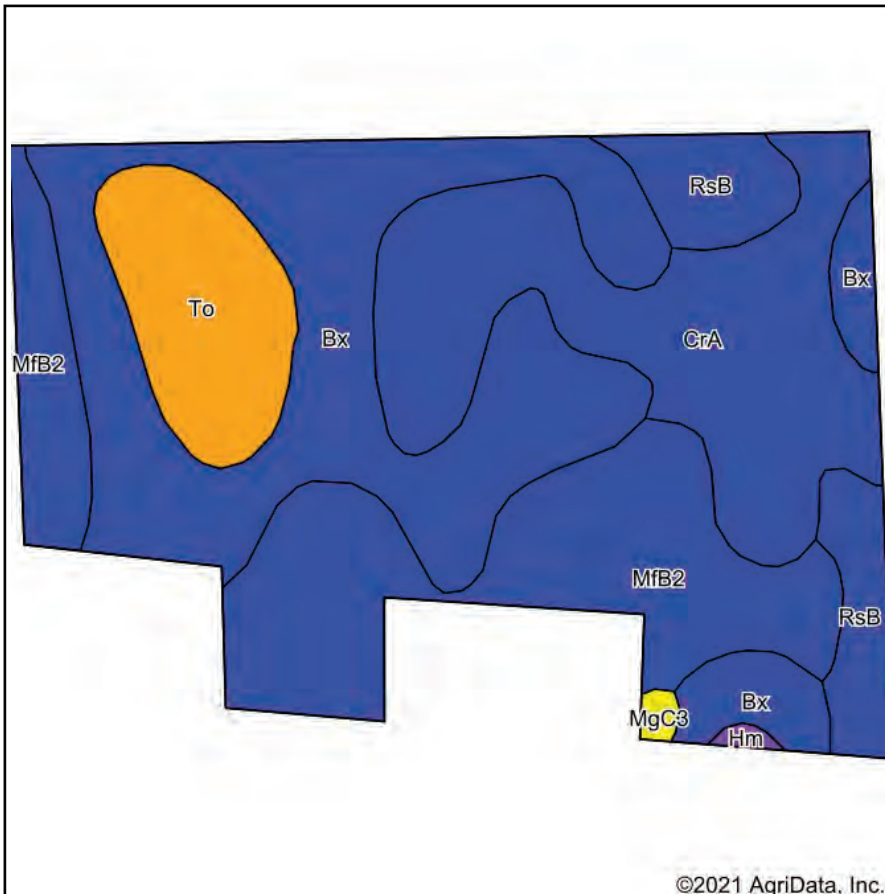 RsB
Bx
To
Bx
CrA
MfB2
MfB2
RsB
Bx
MgC3
Hm
©2021 AgriData, Inc.